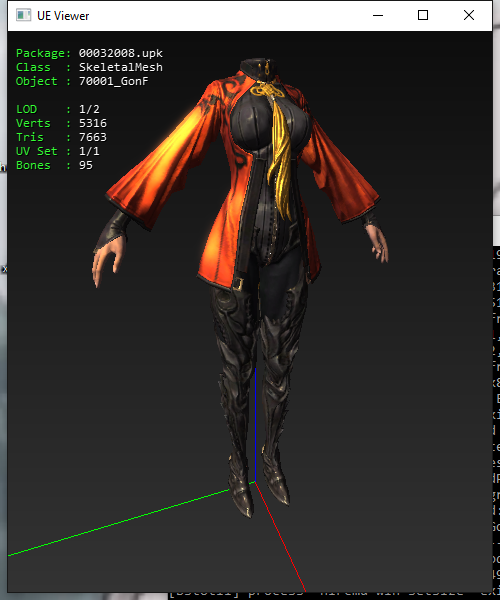 UE Viewer
Package: 00032008.upk
Class : SkeletalMesh
Object : 70001_GonF
LOD : 1/2
Verts : 5316
Tris : 7663
UV Set : 1/1
Bones : 95